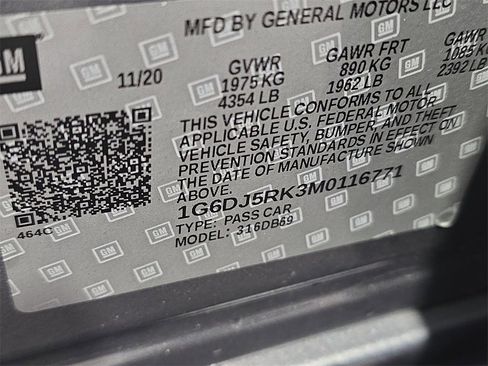 MFD BY GENERAL MOTORS LLC
GM
11/20 GVWR GAWR FRT GAWR
1975 KG 890 KG 1085 KG
4354 LB 1962 LB 2392 LB
THIS VEHICLE CONFORMS TO ALL
APPLICABLE U.S. FEDERAL MOTOR
VEHICLE SAFETY, BUMPER, AND THEFT
PREVENTION STANDARDS IN EFFECT ON
THE DATE OF MANUFACTURE SHOWN
1G6DJ5RK3M0116771
464C TYPE: PASS CAR
MODEL: 316DB69